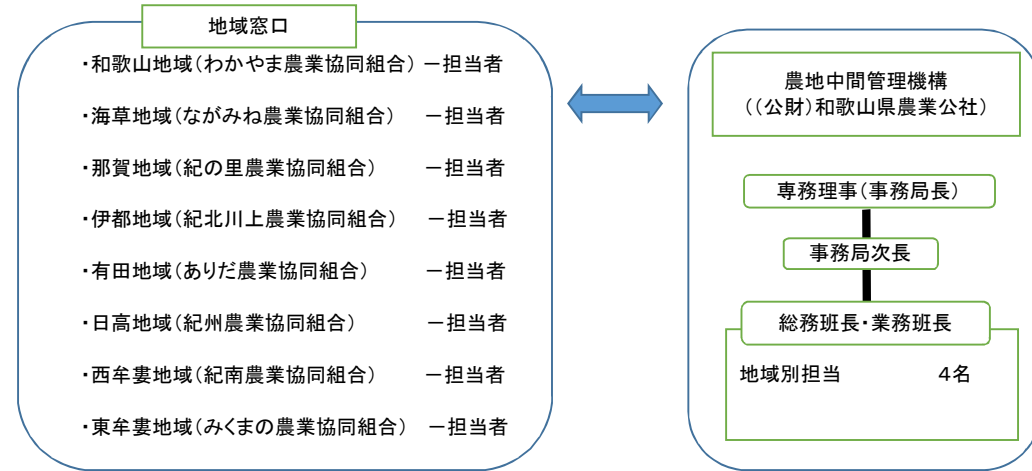 地域窓口
・和歌山地域(わかやま農業協同組合) －担当者
・海草地域(ながみね農業協同組合) －担当者
・那賀地域(紀の里農業協同組合) －担当者
・伊都地域(紀北川上農業協同組合) －担当者
・有田地域(ありだ農業協同組合) －担当者
・日高地域(紀州農業協同組合) －担当者
・西牟婁地域(紀南農業協同組合) －担当者
・東牟婁地域(みくまの農業協同組合) －担当者
農地中間管理機構
((公財)和歌山県農業公社)
専務理事(事務局長)
事務局次長
総務班長・業務班長
地域別担当 4名